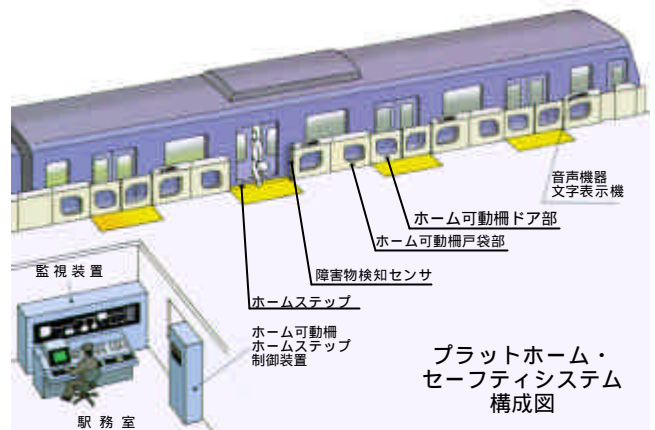 音声機器
文字表示機
ホーム可動柵ドア部
ホーム可動柵戸袋部
障害物検知センサ
監視装置
ホームステップ
ホーム可動柵
ホームステップ
制御装置
駅務室
プラットホーム・
セーフティシステム
構成図